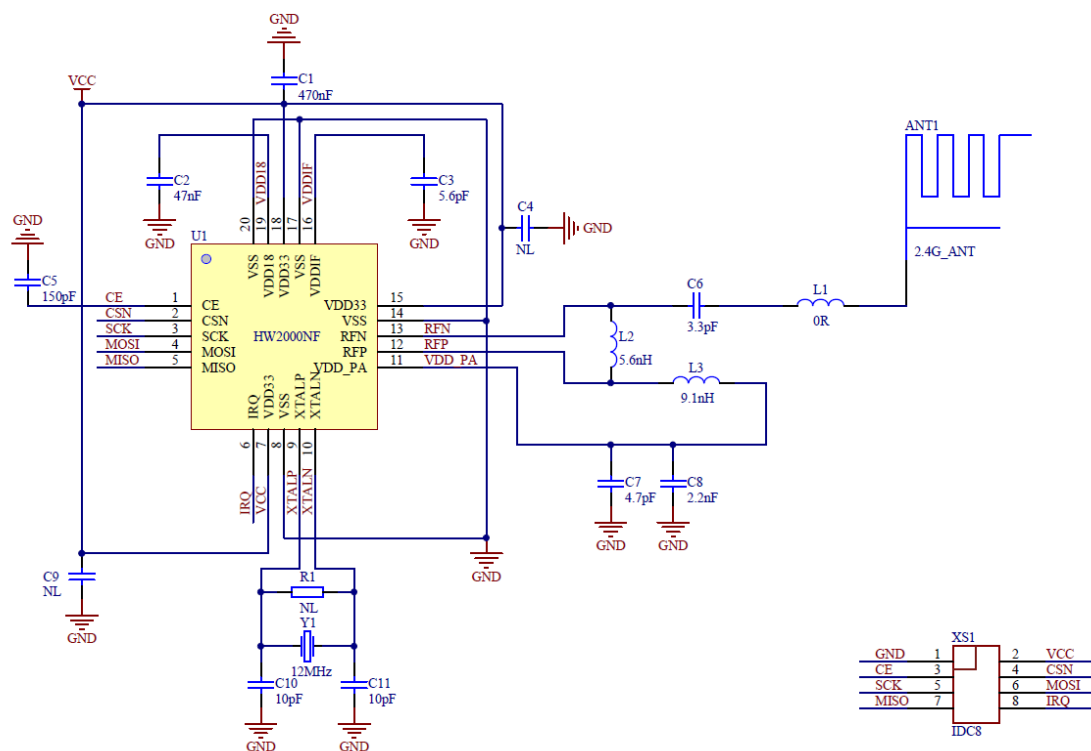 GND
C1
470nF
VCC
ANT1
2.4G_ANT
C2
47nF
GND
VDD18
VDDIF
C3
5.6pF
GND
C4
NL
GND
GND
C5
150pF
U1
20 19 18 17 16
VSS VDD18 VDD33 VSS VDDIF
CE 1 CE
CSN 2 CSN
SCK 3 SCK
MOSI 4 MOSI
MISO 5 MISO
HW2000NF
VDD33 15
VSS 14
RFN 13 RFN
RFP 12 RFP
VDD_PA 11 VDD_PA
IRQ VDD33 VSS XTALP XTALN
6 7 8 9 10
IRQ VCC XTALP XTALN
C6
3.3pF
L1
0R
L2
5.6nH
L3
9.1nH
C7
4.7pF
GND
C8
2.2nF
GND
GND
C9
NL
GND
R1
NL
Y1
12MHz
C10
10pF
GND
C11
10pF
GND
XS1
GND 1 2 VCC
CE 3 4 CSN
SCK 5 6 MOSI
MISO 7 8 IRQ
IDC8